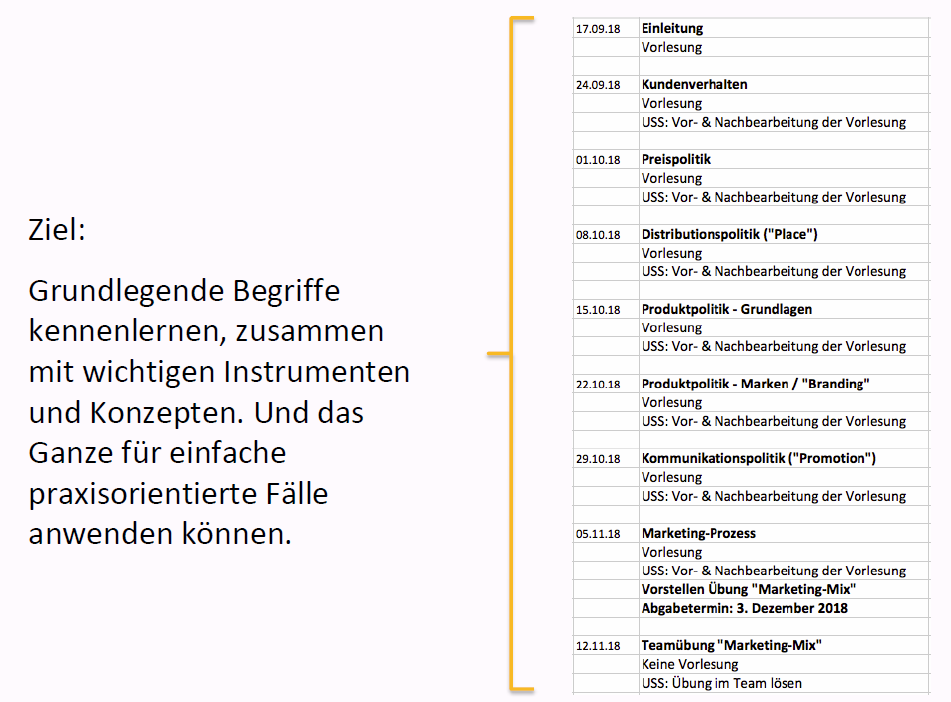 Ziel:
Grundlegende Begriffe
kennenlernen, zusammen
mit wichtigen Instrumenten
und Konzepten. Und das
Ganze für einfache
praxisorientierte Fälle
anwenden können.
17.09.18 Einleitung
Vorlesung
24.09.18 Kundenverhalten
Vorlesung
USS: Vor- & Nachbearbeitung der Vorlesung
01.10.18 Preispolitik
Vorlesung
USS: Vor- & Nachbearbeitung der Vorlesung
08.10.18 Distributionspolitik ("Place")
Vorlesung
USS: Vor- & Nachbearbeitung der Vorlesung
15.10.18 Produktpolitik - Grundlagen
Vorlesung
USS: Vor- & Nachbearbeitung der Vorlesung
22.10.18 Produktpolitik - Marken / "Branding"
Vorlesung
USS: Vor- & Nachbearbeitung der Vorlesung
29.10.18 Kommunikationspolitik ("Promotion")
Vorlesung
USS: Vor- & Nachbearbeitung der Vorlesung
05.11.18 Marketing-Prozess
Vorlesung
USS: Vor- & Nachbearbeitung der Vorlesung
Vorstellen Übung "Marketing-Mix"
Abgabetermin: 3. Dezember 2018
12.11.18 Teamübung "Marketing-Mix"
Keine Vorlesung
USS: Übung im Team lösen